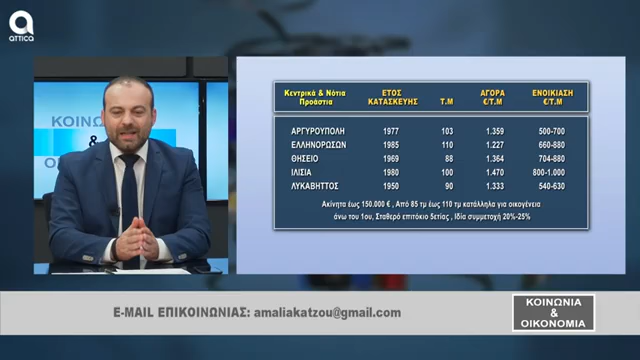 attica
ΚΟΙΝΩΝ
&
Κεντρικά & Νότια Προάστια
ΕΤΟΣ ΚΑΤΑΣΚΕΥΗΣ
Τ.Μ
ΑΓΟΡΑ €/Τ.Μ
ΕΝΟΙΚΙΑΣΗ €/Τ.Μ
ΑΡΓΥΡΟΥΠΟΛΗ 1977 103 1.359 500-700
ΕΛΛΗΝΟΡΩΣΩΝ 1985 110 1.227 660-880
ΘΗΣΕΙΟ 1969 88 1.364 704-880
ΙΛΙΣΙΑ 1980 100 1.470 800-1.000
ΛΥΚΑΒΗΤΤΟΣ 1950 90 1.333 540-630
Ακίνητα έως 150.000 € , Από 85 τμ έως 110 τμ κατάλληλα για οικογένεια
άνω του 1ου, Σταθερό επιτόκιο 5ετίας , Ιδία συμμετοχή 20%-25%
E-MAIL ΕΠΙΚΟΙΝΩΝΙΑΣ: amaliakatzou@gmail.com
ΚΟΙΝΩΝΙΑ
&
ΟΙΚΟΝΟΜΙΑ